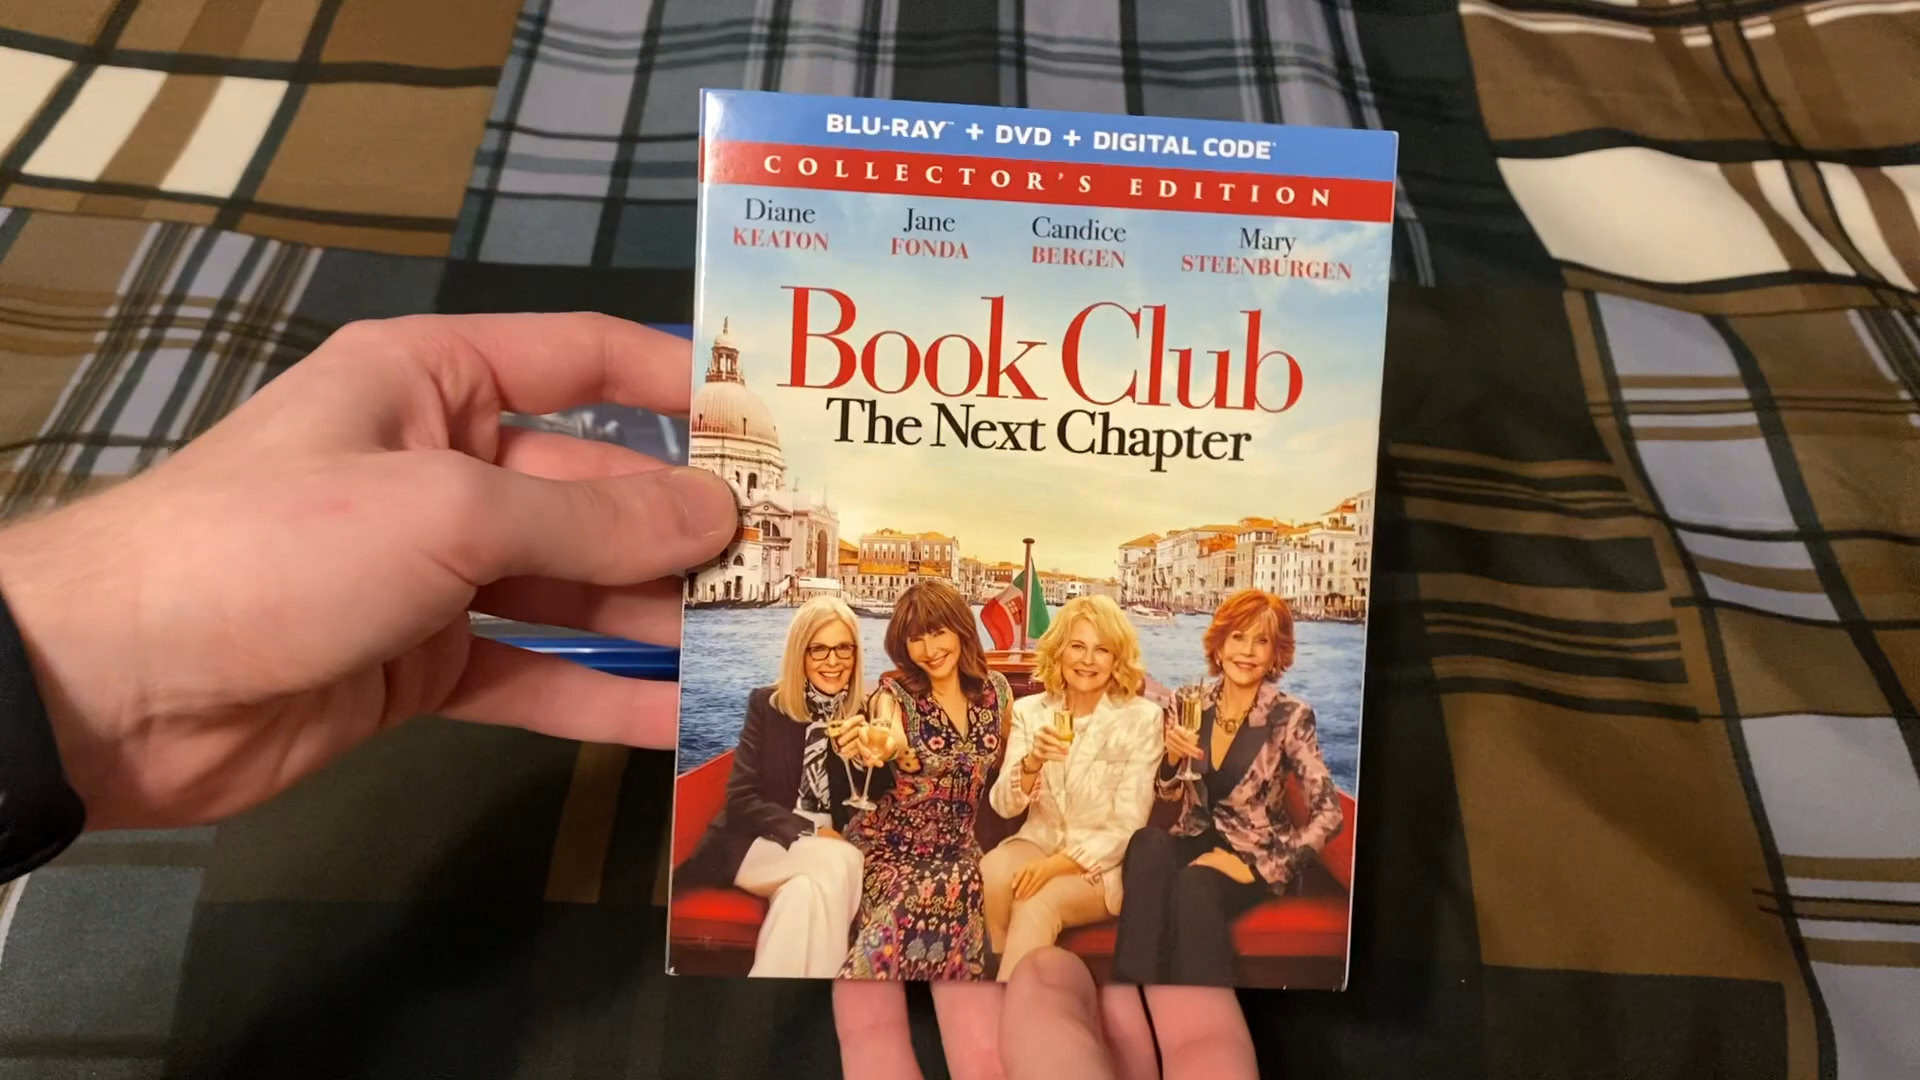 BLU-RAY™ + DVD + DIGITAL CODE*
COLLECTOR'S EDITION
Diane KEATON
Jane FONDA
Candice BERGEN
Mary STEENBURGEN
Book Club
The Next Chapter